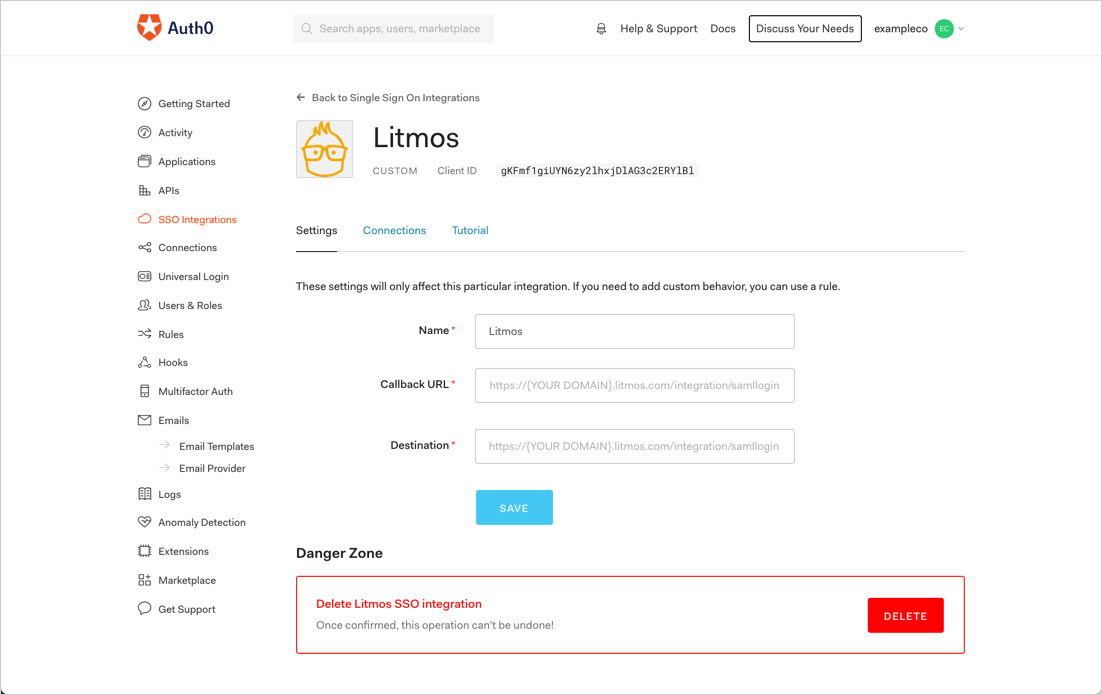 Auth0
Search apps, users, marketplace
Help & Support
Docs
Discuss Your Needs
exampleco
EC
Getting Started
Activity
Applications
APIs
SSO Integrations
Connections
Universal Login
Users & Roles
Rules
Hooks
Multifactor Auth
Emails
Email Templates
Email Provider
Logs
Anomaly Detection
Extensions
Marketplace
Get Support
Back to Single Sign On Integrations
Litmos
CUSTOM
Client ID
gKFmf1giUYN6zy2lhxjDlAG3c2ERYlBl
Settings
Connections
Tutorial
These settings will only affect this particular integration. If you need to add custom behavior, you can use a rule.
Name*
Litmos
Callback URL*
https://{YOUR DOMAIN}.litmos.com/integration/samllogin
Destination*
https://{YOUR DOMAIN}.litmos.com/integration/samllogin
SAVE
Danger Zone
Delete Litmos SSO integration
Once confirmed, this operation can't be undone!
DELETE